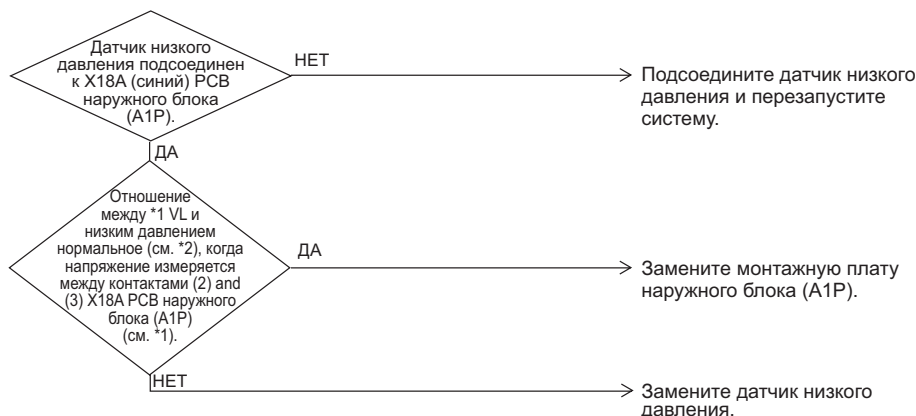 Датчик низкого
давления подсоединен
к X18A (синий) PCB
наружного блока
(A1P).
НЕТ
Подсоедините датчик низкого
давления и перезапустите
систему.
ДА
Отношение
между *1 VL и
низким давлением
нормальное (см. *2), когда
напряжение измеряется
между контактами (2) and
(3) X18A PCB наружного
блока (A1P)
(см. *1).
ДА
Замените монтажную плату
наружного блока (A1P).
НЕТ
Замените датчик низкого
давления.